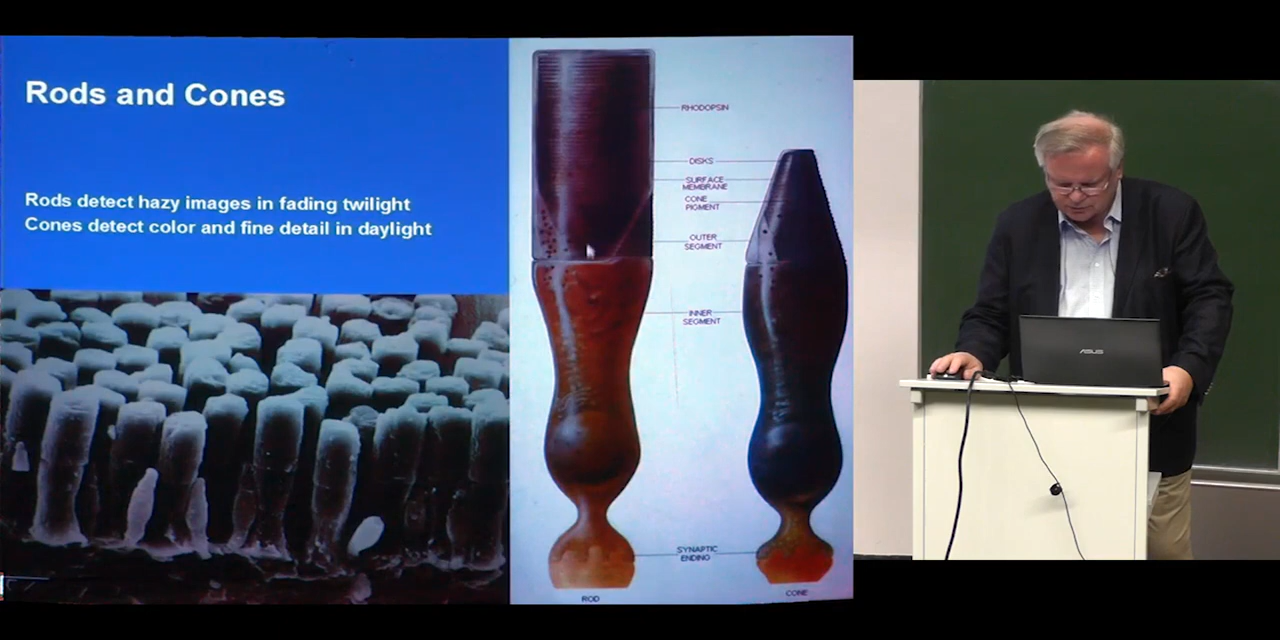 Rods and Cones
Rods detect hazy images in fading twilight
Cones detect color and fine detail in daylight
RHODOPSIN
DISKS
SURFACE
MEMBRANE
CONE
PIGMENT
OUTER
SEGMENT
INNER
SEGMENT
SYNAPTIC
ENDING
ROD
CONE
ASUS